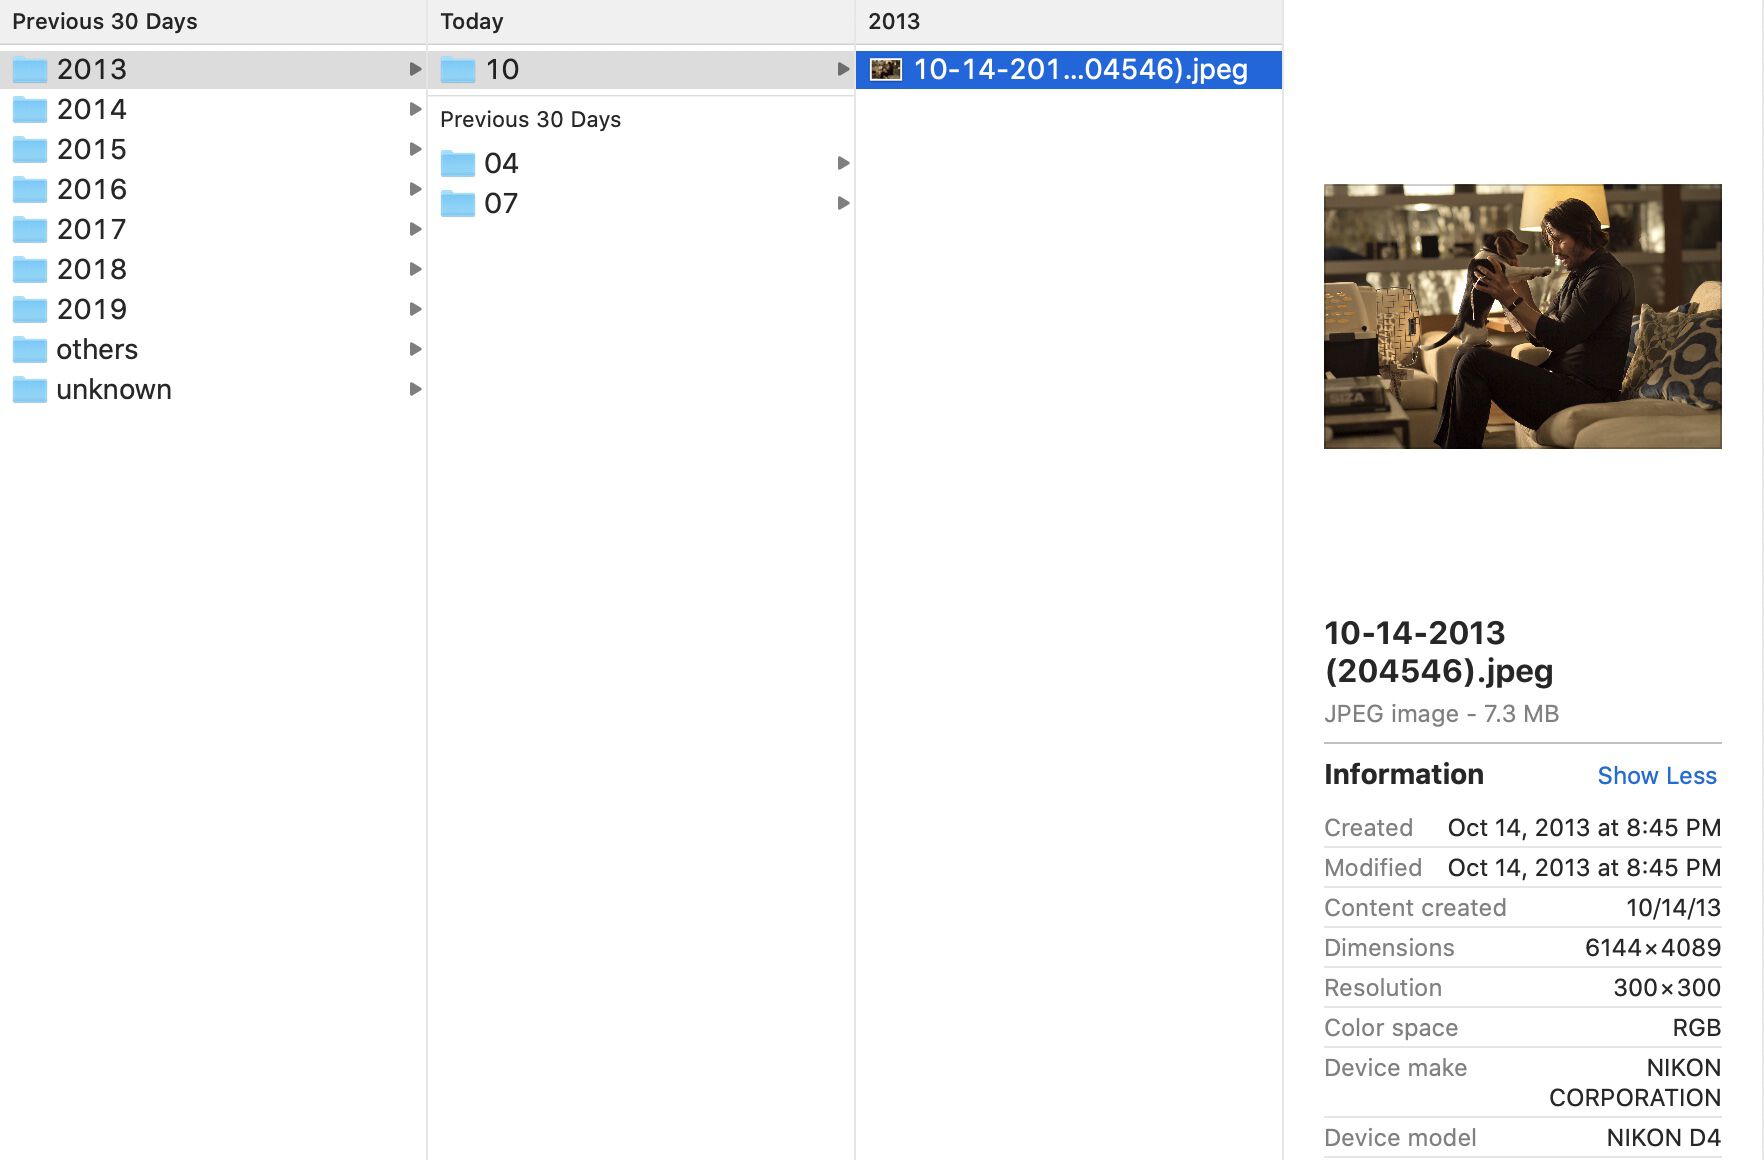 Previous 30 Days
2013
2014
2015
2016
2017
2018
2019
others
unknown
Today
10
Previous 30 Days
04
07
2013
10-14-201...04546).jpeg
SIZA
10-14-2013
(204546).jpeg
JPEG image - 7.3 MB
Information Show Less
Created Oct 14, 2013 at 8:45 PM
Modified Oct 14, 2013 at 8:45 PM
Content created 10/14/13
Dimensions 6144×4089
Resolution 300×300
Color space RGB
Device make NIKON
CORPORATION
Device model NIKON D4